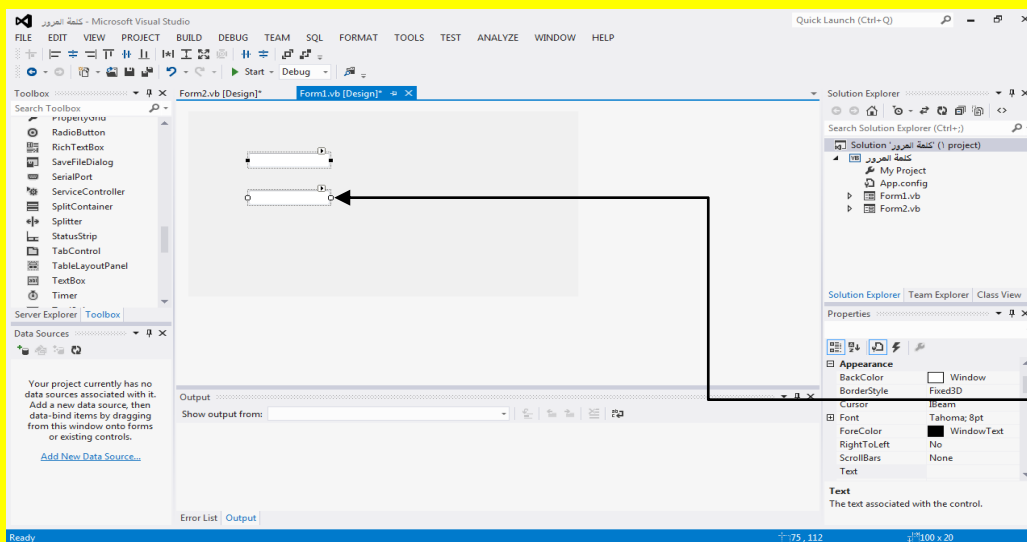 كلمة المرور - Microsoft Visual Studio
Quick Launch (Ctrl+Q)
FILE EDIT VIEW PROJECT BUILD DEBUG TEAM SQL FORMAT TOOLS TEST ANALYZE WINDOW HELP
Start - Debug
Toolbox
Search Toolbox
PropertyGrid
RadioButton
RichTextBox
SaveFileDialog
SerialPort
ServiceController
SplitContainer
Splitter
StatusStrip
TabControl
TableLayoutPanel
TextBox
Timer
Server Explorer Toolbox
Data Sources
Your project currently has no
data sources associated with it.
Add a new data source, then
data-bind items by dragging
from this window onto forms
or existing controls.
Add New Data Source...
Form2.vb [Design]* Form1.vb [Design]*
Output
Show output from:
Error List Output
Solution Explorer
Search Solution Explorer (Ctrl+;)
Solution 'كلمة المرور' (١ project)
كلمة المرور
My Project
App.config
Form1.vb
Form2.vb
Solution Explorer Team Explorer Class View
Properties
Appearance
BackColor Window
BorderStyle Fixed3D
Cursor IBeam
Font Tahoma; 8pt
ForeColor WindowText
RightToLeft No
ScrollBars None
Text
Text
The text associated with the control.
Ready 75 , 112 100 x 20